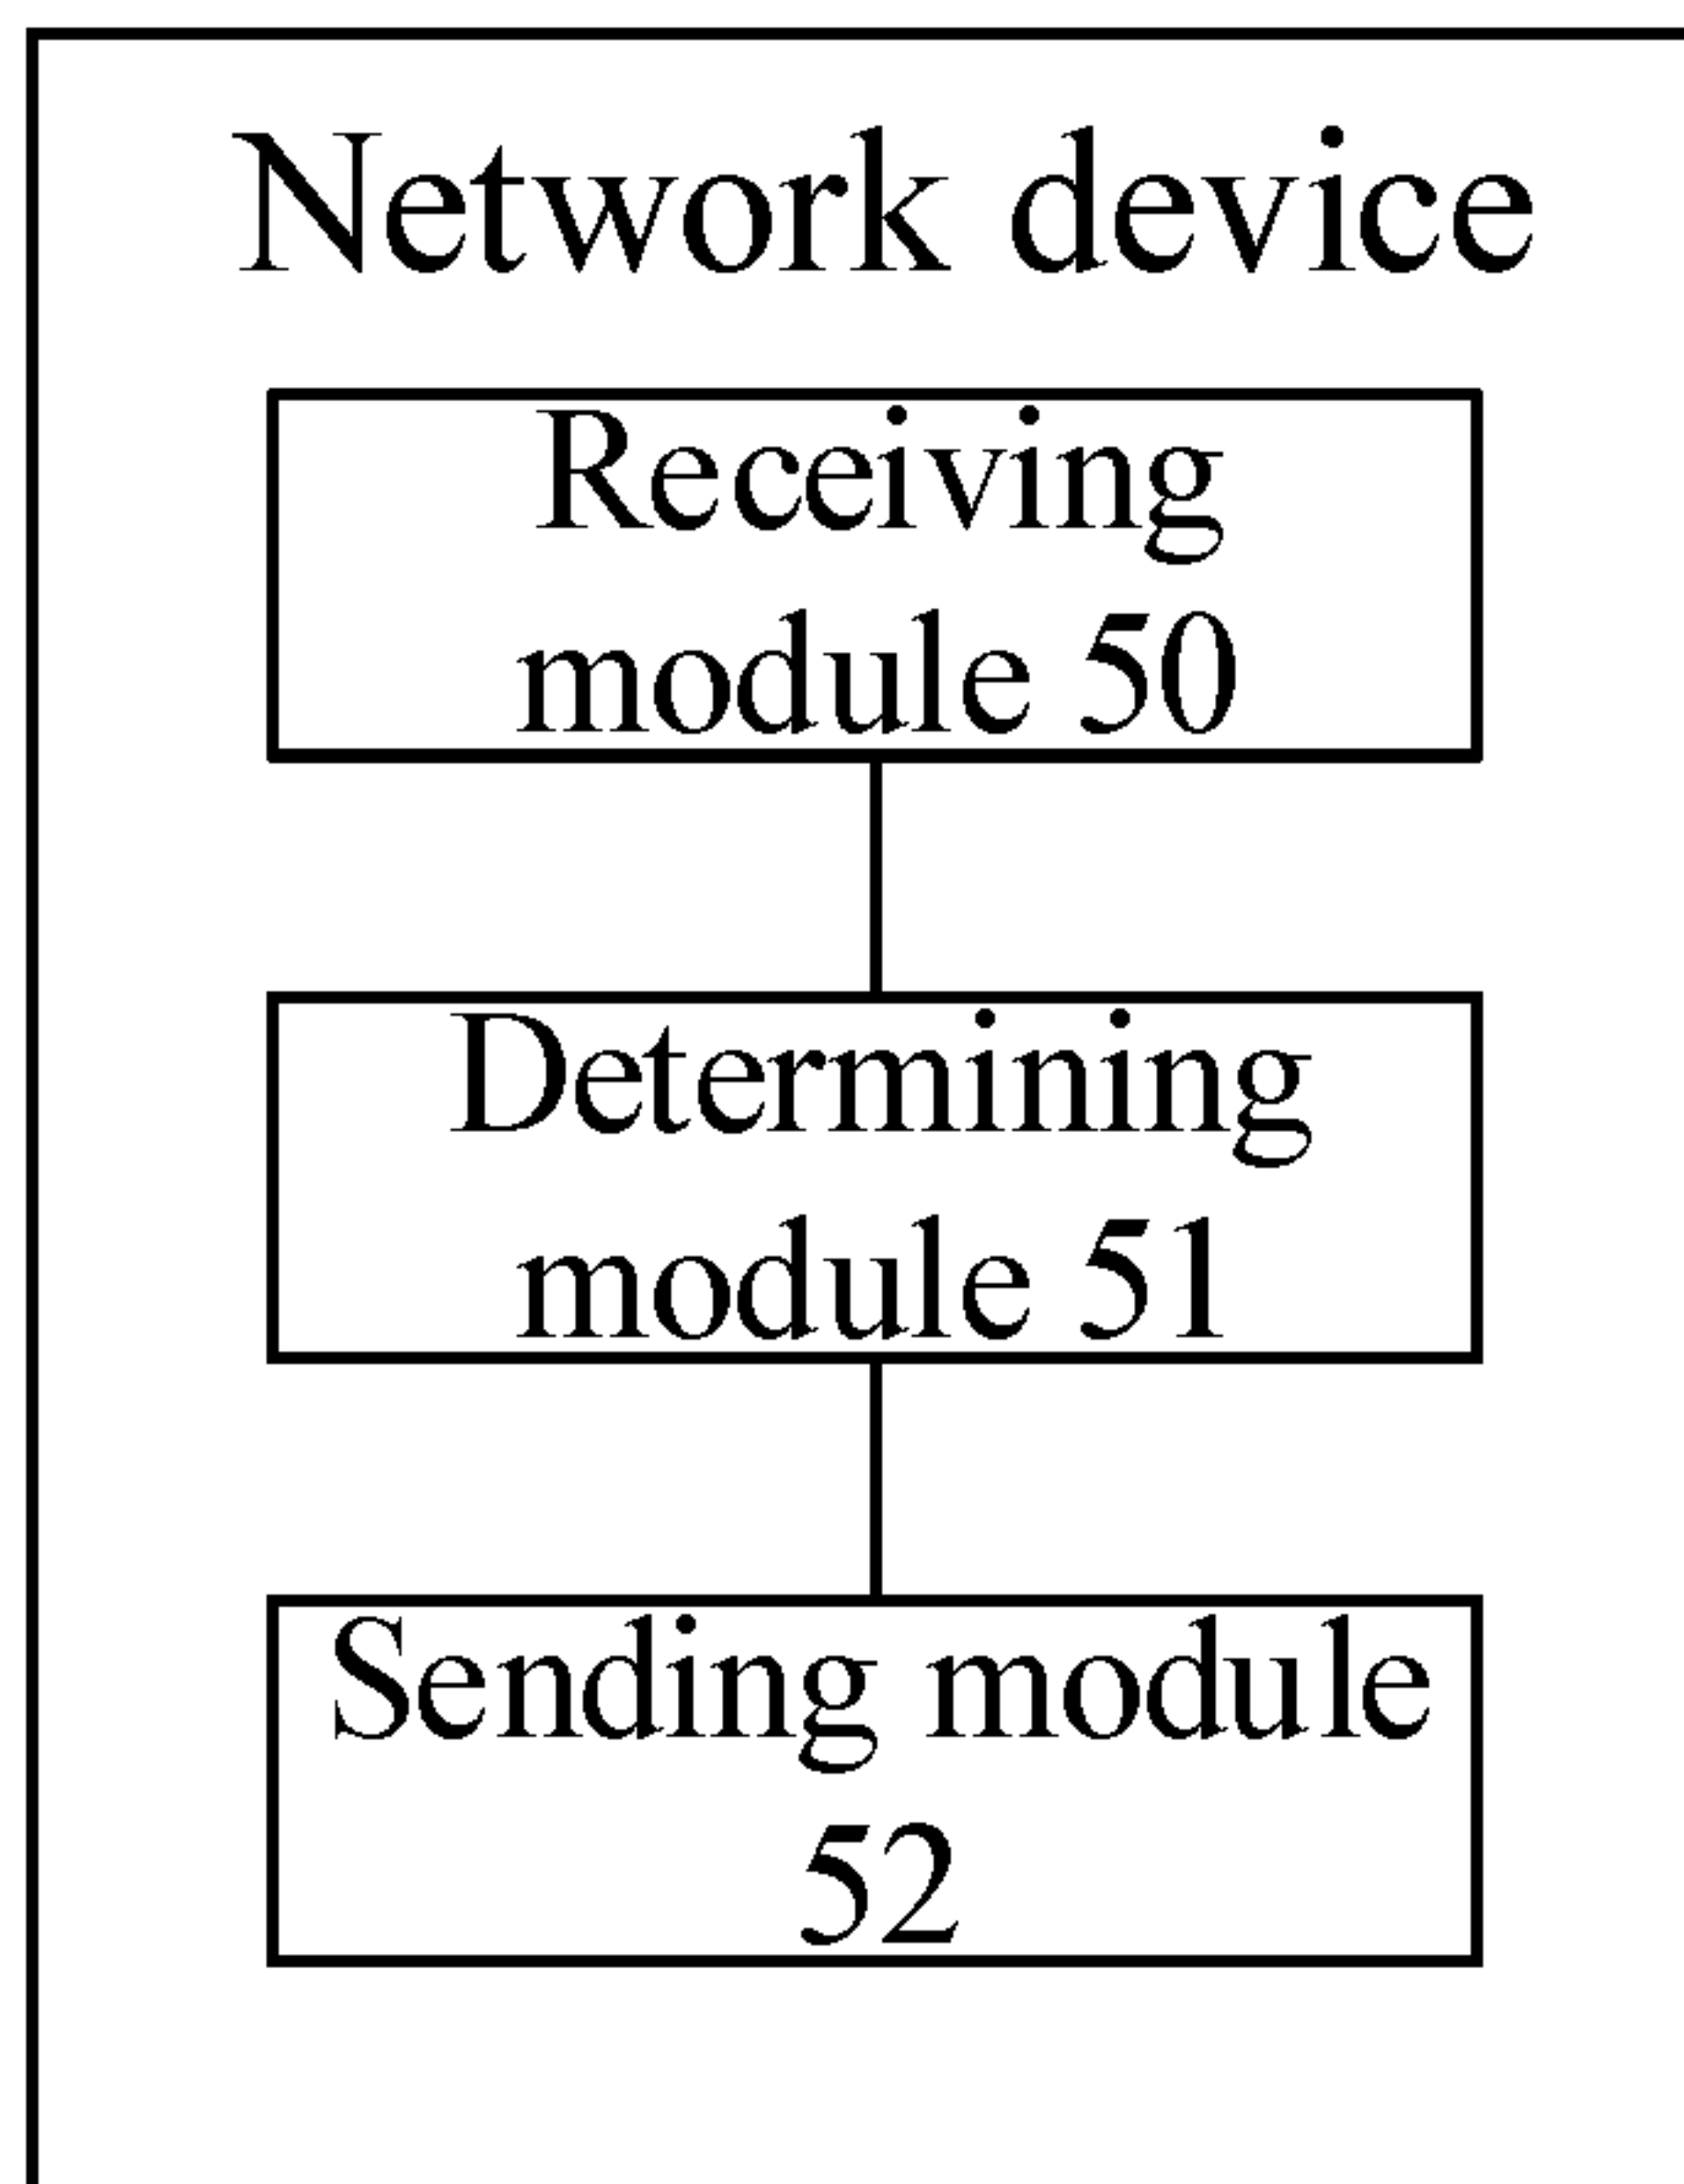 Network device
Receiving
module 50
Determining
module 51
Sending module
52